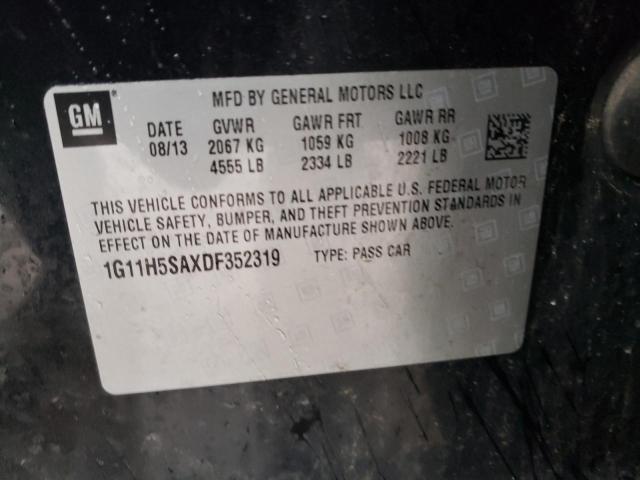 GM
MFD BY GENERAL MOTORS LLC
DATE GVWR GAWR FRT GAWR RR
08/13 2067 KG 1059 KG 1008 KG
4555 LB 2334 LB 2221 LB
THIS VEHICLE CONFORMS TO ALL APPLICABLE U.S. FEDERAL MOTOR
VEHICLE SAFETY, BUMPER, AND THEFT PREVENTION STANDARDS IN
EFFECT ON THE DATE OF MANUFACTURE SHOWN ABOVE.
1G11H5SAXDF352319 TYPE: PASS CAR